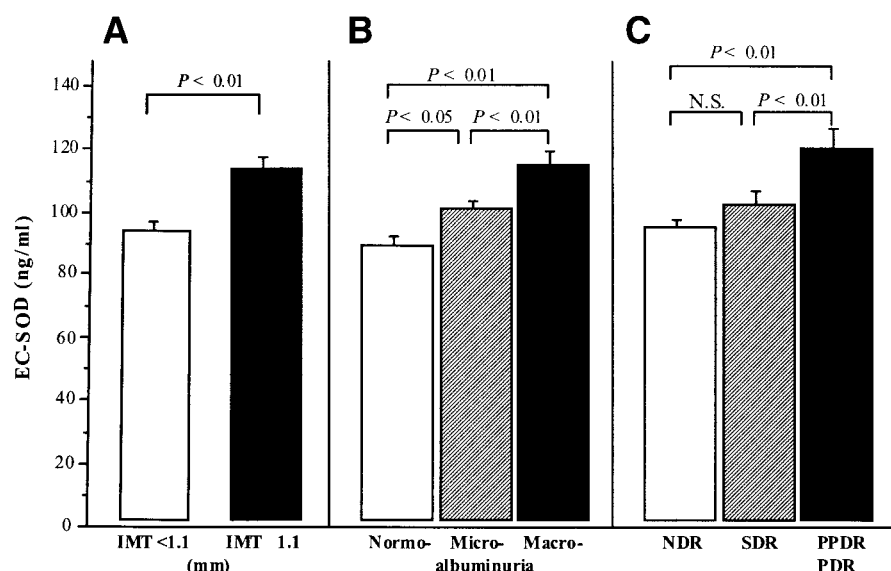 A
B
C
P < 0.01
P < 0.01
P < 0.05
P < 0.01
P < 0.01
N.S.
P < 0.01
EC-SOD (ng/ml)
140
120
100
80
60
40
20
0
IMT <1.1
IMT 1.1
(mm)
Normo-
Micro-
Macro-
albuminuria
NDR
SDR
PPDR
PDR